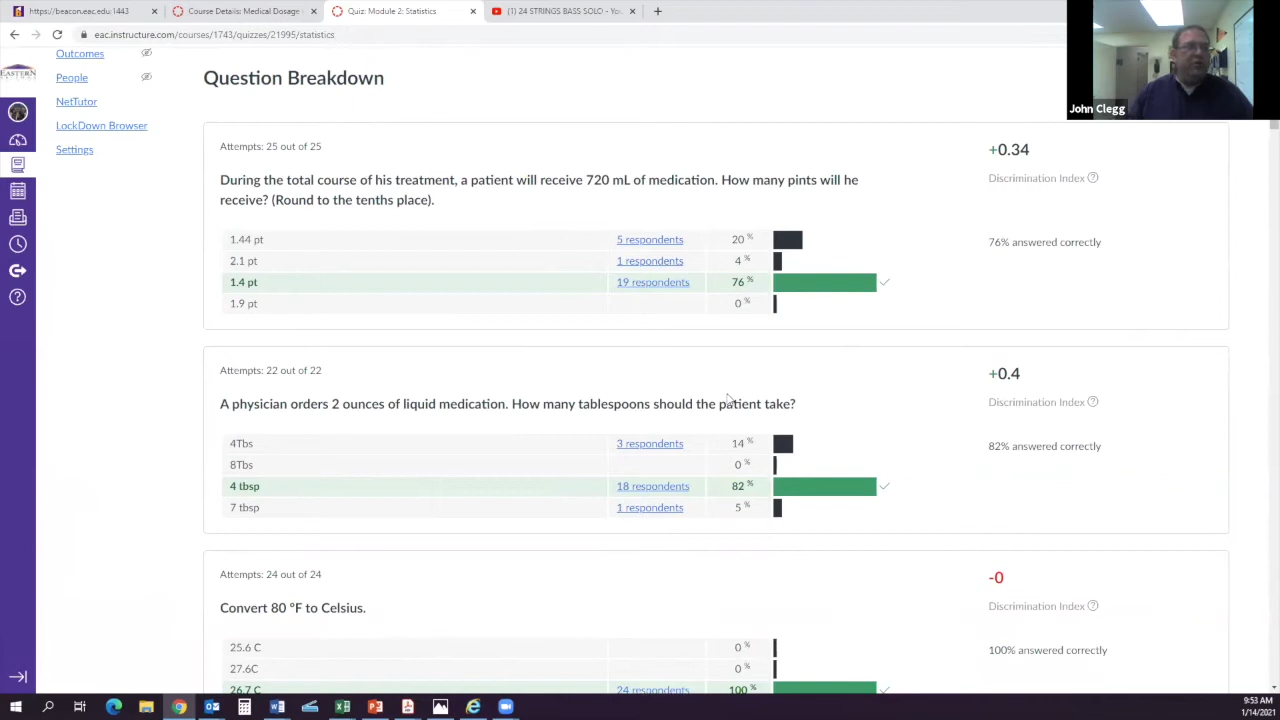 https://beacon.eac.edu:1443
Course Details: Medical Dosage -
Quiz: Module 2: Statistics
(1) 24 STRINGS BASS SOLO - You
eac.instructure.com/courses/1743/quizzes/21995/statistics
John Clegg
EASTERN
Outcomes
People
NetTutor
LockDown Browser
Settings
Question Breakdown
Attempts: 25 out of 25
+0.34
Discrimination Index ?
During the total course of his treatment, a patient will receive 720 mL of medication. How many pints will he
receive? (Round to the tenths place).
1.44 pt 5 respondents 20 %
76% answered correctly
2.1 pt 1 respondents 4 %
1.4 pt 19 respondents 76 %
1.9 pt 0 %
Attempts: 22 out of 22
+0.4
Discrimination Index ?
A physician orders 2 ounces of liquid medication. How many tablespoons should the patient take?
4Tbs 3 respondents 14 %
82% answered correctly
8Tbs 0 %
4 tbsp 18 respondents 82 %
7 tbsp 1 respondents 5 %
Attempts: 24 out of 24
-0
Discrimination Index ?
Convert 80 °F to Celsius.
25.6 C 0 %
100% answered correctly
27.6C 0 %
26.7 C 24 respondents 100 %
9:53 AM
1/14/2021